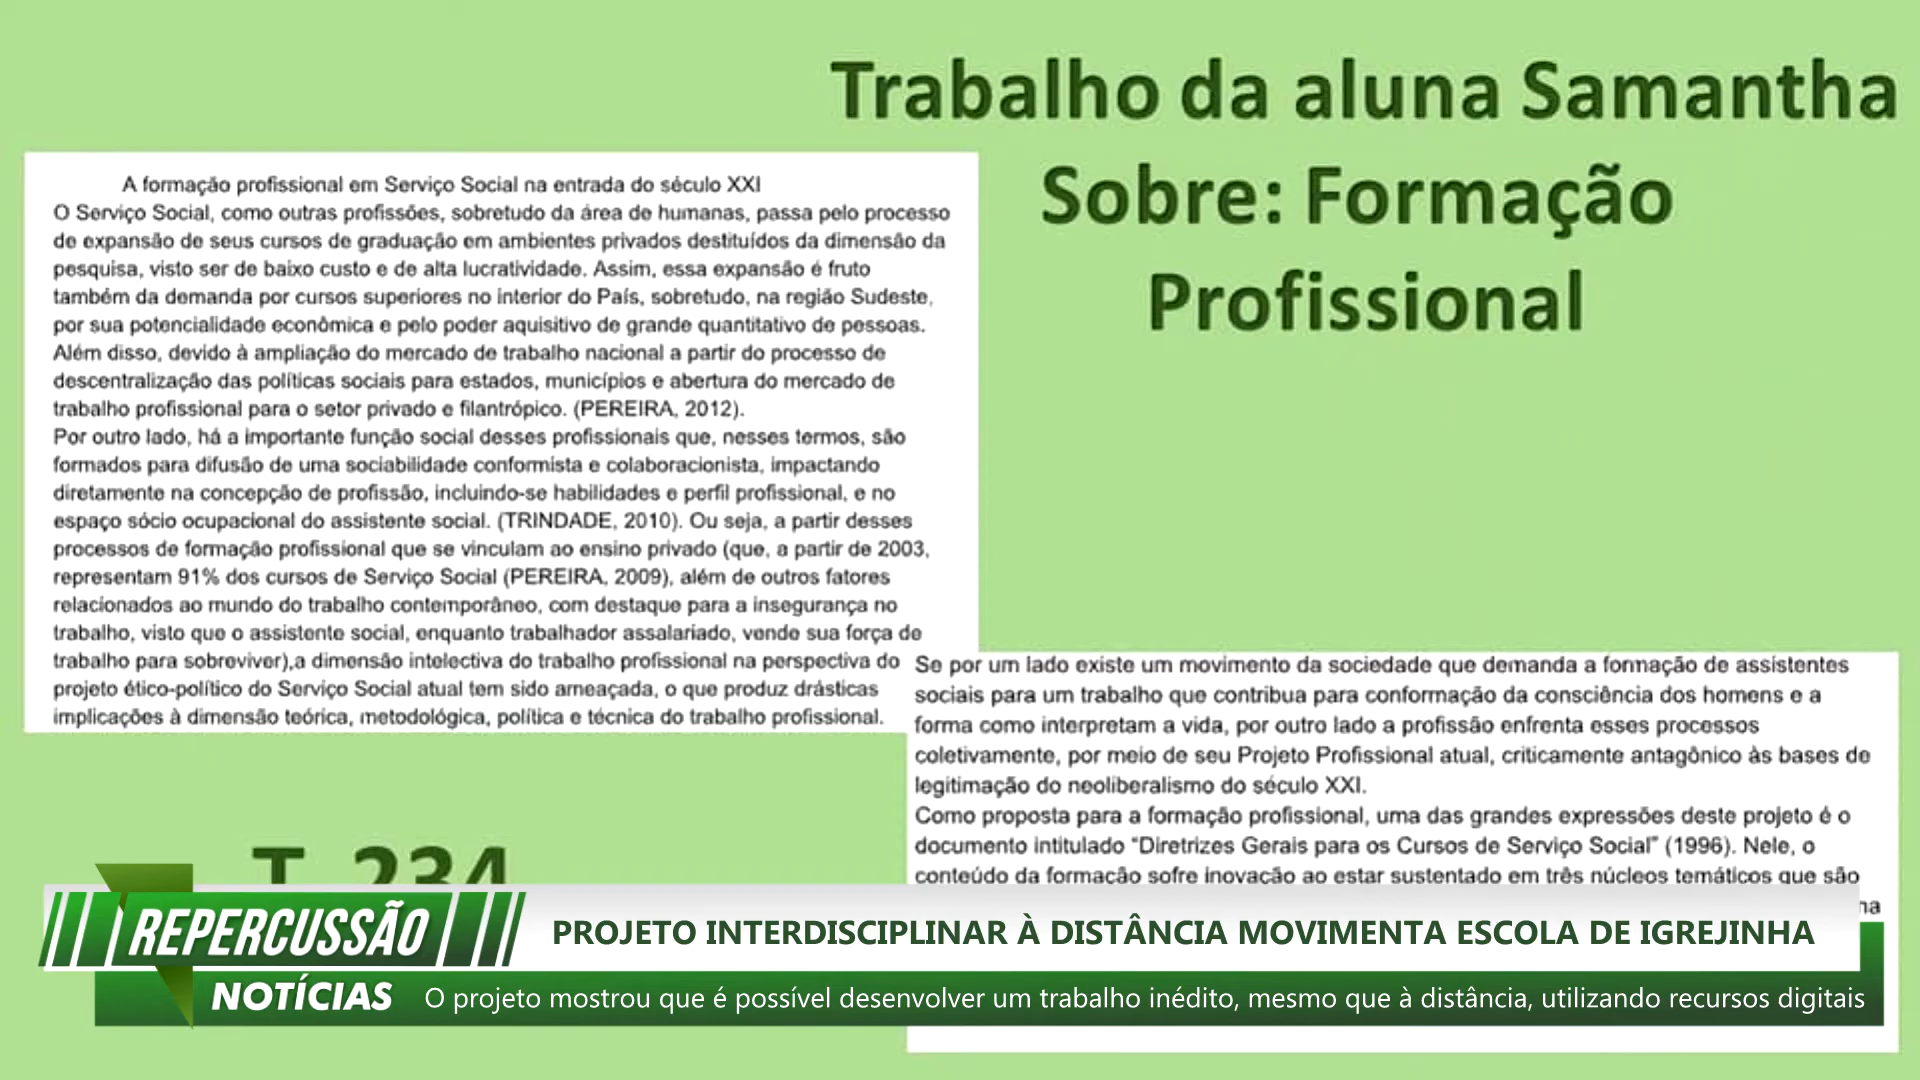 Trabalho da aluna Samantha
Sobre: Formação
Profissional
A formação profissional em Serviço Social na entrada do século XXI
O Serviço Social, como outras profissões, sobretudo da área de humanas, passa pelo processo
de expansão de seus cursos de graduação em ambientes privados destituídos da dimensão da
pesquisa, visto ser de baixo custo e de alta lucratividade. Assim, essa expansão é fruto
também da demanda por cursos superiores no interior do País, sobretudo, na região Sudeste,
por sua potencialidade econômica e pelo poder aquisitivo de grande quantitativo de pessoas.
Além disso, devido à ampliação do mercado de trabalho nacional a partir do processo de
descentralização das políticas sociais para estados, municípios e abertura do mercado de
trabalho profissional para o setor privado e filantrópico. (PEREIRA, 2012).
Por outro lado, há a importante função social desses profissionais que, nesses termos, são
formados para difusão de uma sociabilidade conformista e colaboracionista, impactando
diretamente na concepção de profissão, incluindo-se habilidades e perfil profissional, e no
espaço sócio ocupacional do assistente social. (TRINDADE, 2010). Ou seja, a partir desses
processos de formação profissional que se vinculam ao ensino privado (que, a partir de 2003,
representam 91% dos cursos de Serviço Social (PEREIRA, 2009), além de outros fatores
relacionados ao mundo do trabalho contemporâneo, com destaque para a insegurança no
trabalho, visto que o assistente social, enquanto trabalhador assalariado, vende sua força de
trabalho para sobreviver),a dimensão intelectiva do trabalho profissional na perspectiva do
projeto ético-político do Serviço Social atual tem sido ameaçada, o que produz drásticas
implicações à dimensão teórica, metodológica, política e técnica do trabalho profissional.
Se por um lado existe um movimento da sociedade que demanda a formação de assistentes
sociais para um trabalho que contribua para conformação da consciência dos homens e a
forma como interpretam a vida, por outro lado a profissão enfrenta esses processos
coletivamente, por meio de seu Projeto Profissional atual, criticamente antagônico às bases de
legitimação do neoliberalismo do século XXI.
Como proposta para a formação profissional, uma das grandes expressões deste projeto é o
documento intitulado "Diretrizes Gerais para os Cursos de Serviço Social" (1996). Nele, o
conteúdo da formação sofre inovação ao estar sustentado em três núcleos temáticos que são
T. 234
REPERCUSSÃO
NOTÍCIAS
PROJETO INTERDISCIPLINAR À DISTÂNCIA MOVIMENTA ESCOLA DE IGREJINHA
O projeto mostrou que é possível desenvolver um trabalho inédito, mesmo que à distância, utilizando recursos digitais